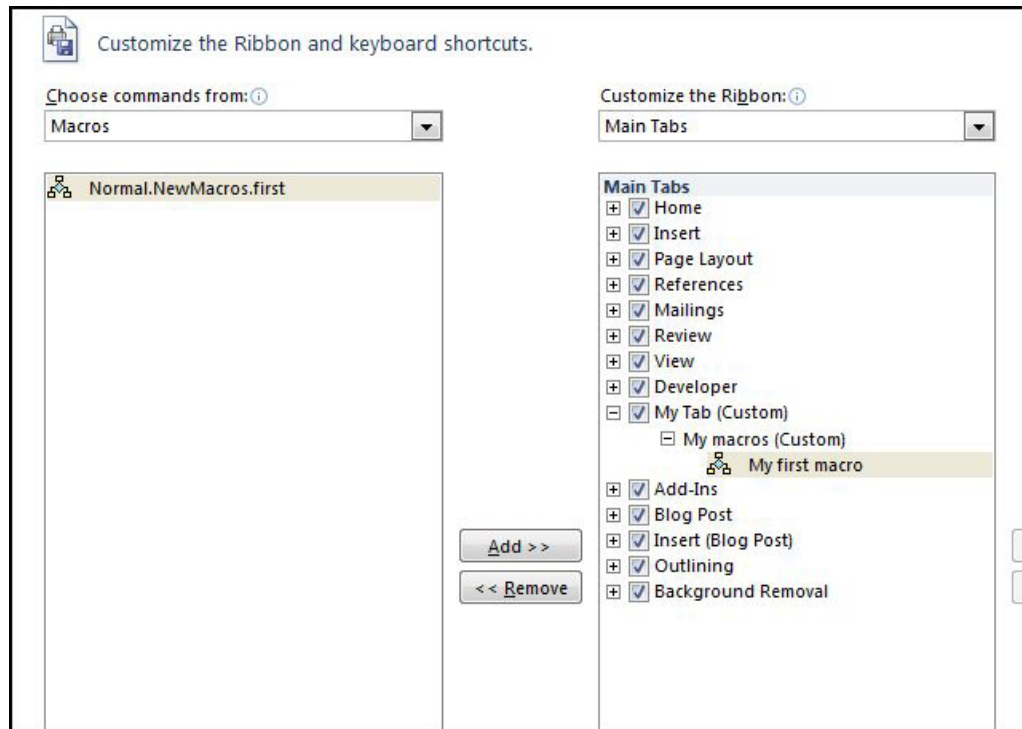 Customize the Ribbon and keyboard shortcuts.
Choose commands from:
Macros
Normal.NewMacros.first
Add >>
<< Remove
Customize the Ribbon:
Main Tabs
Main Tabs
Home
Insert
Page Layout
References
Mailings
Review
View
Developer
My Tab (Custom)
My macros (Custom)
My first macro
Add-Ins
Blog Post
Insert (Blog Post)
Outlining
Background Removal